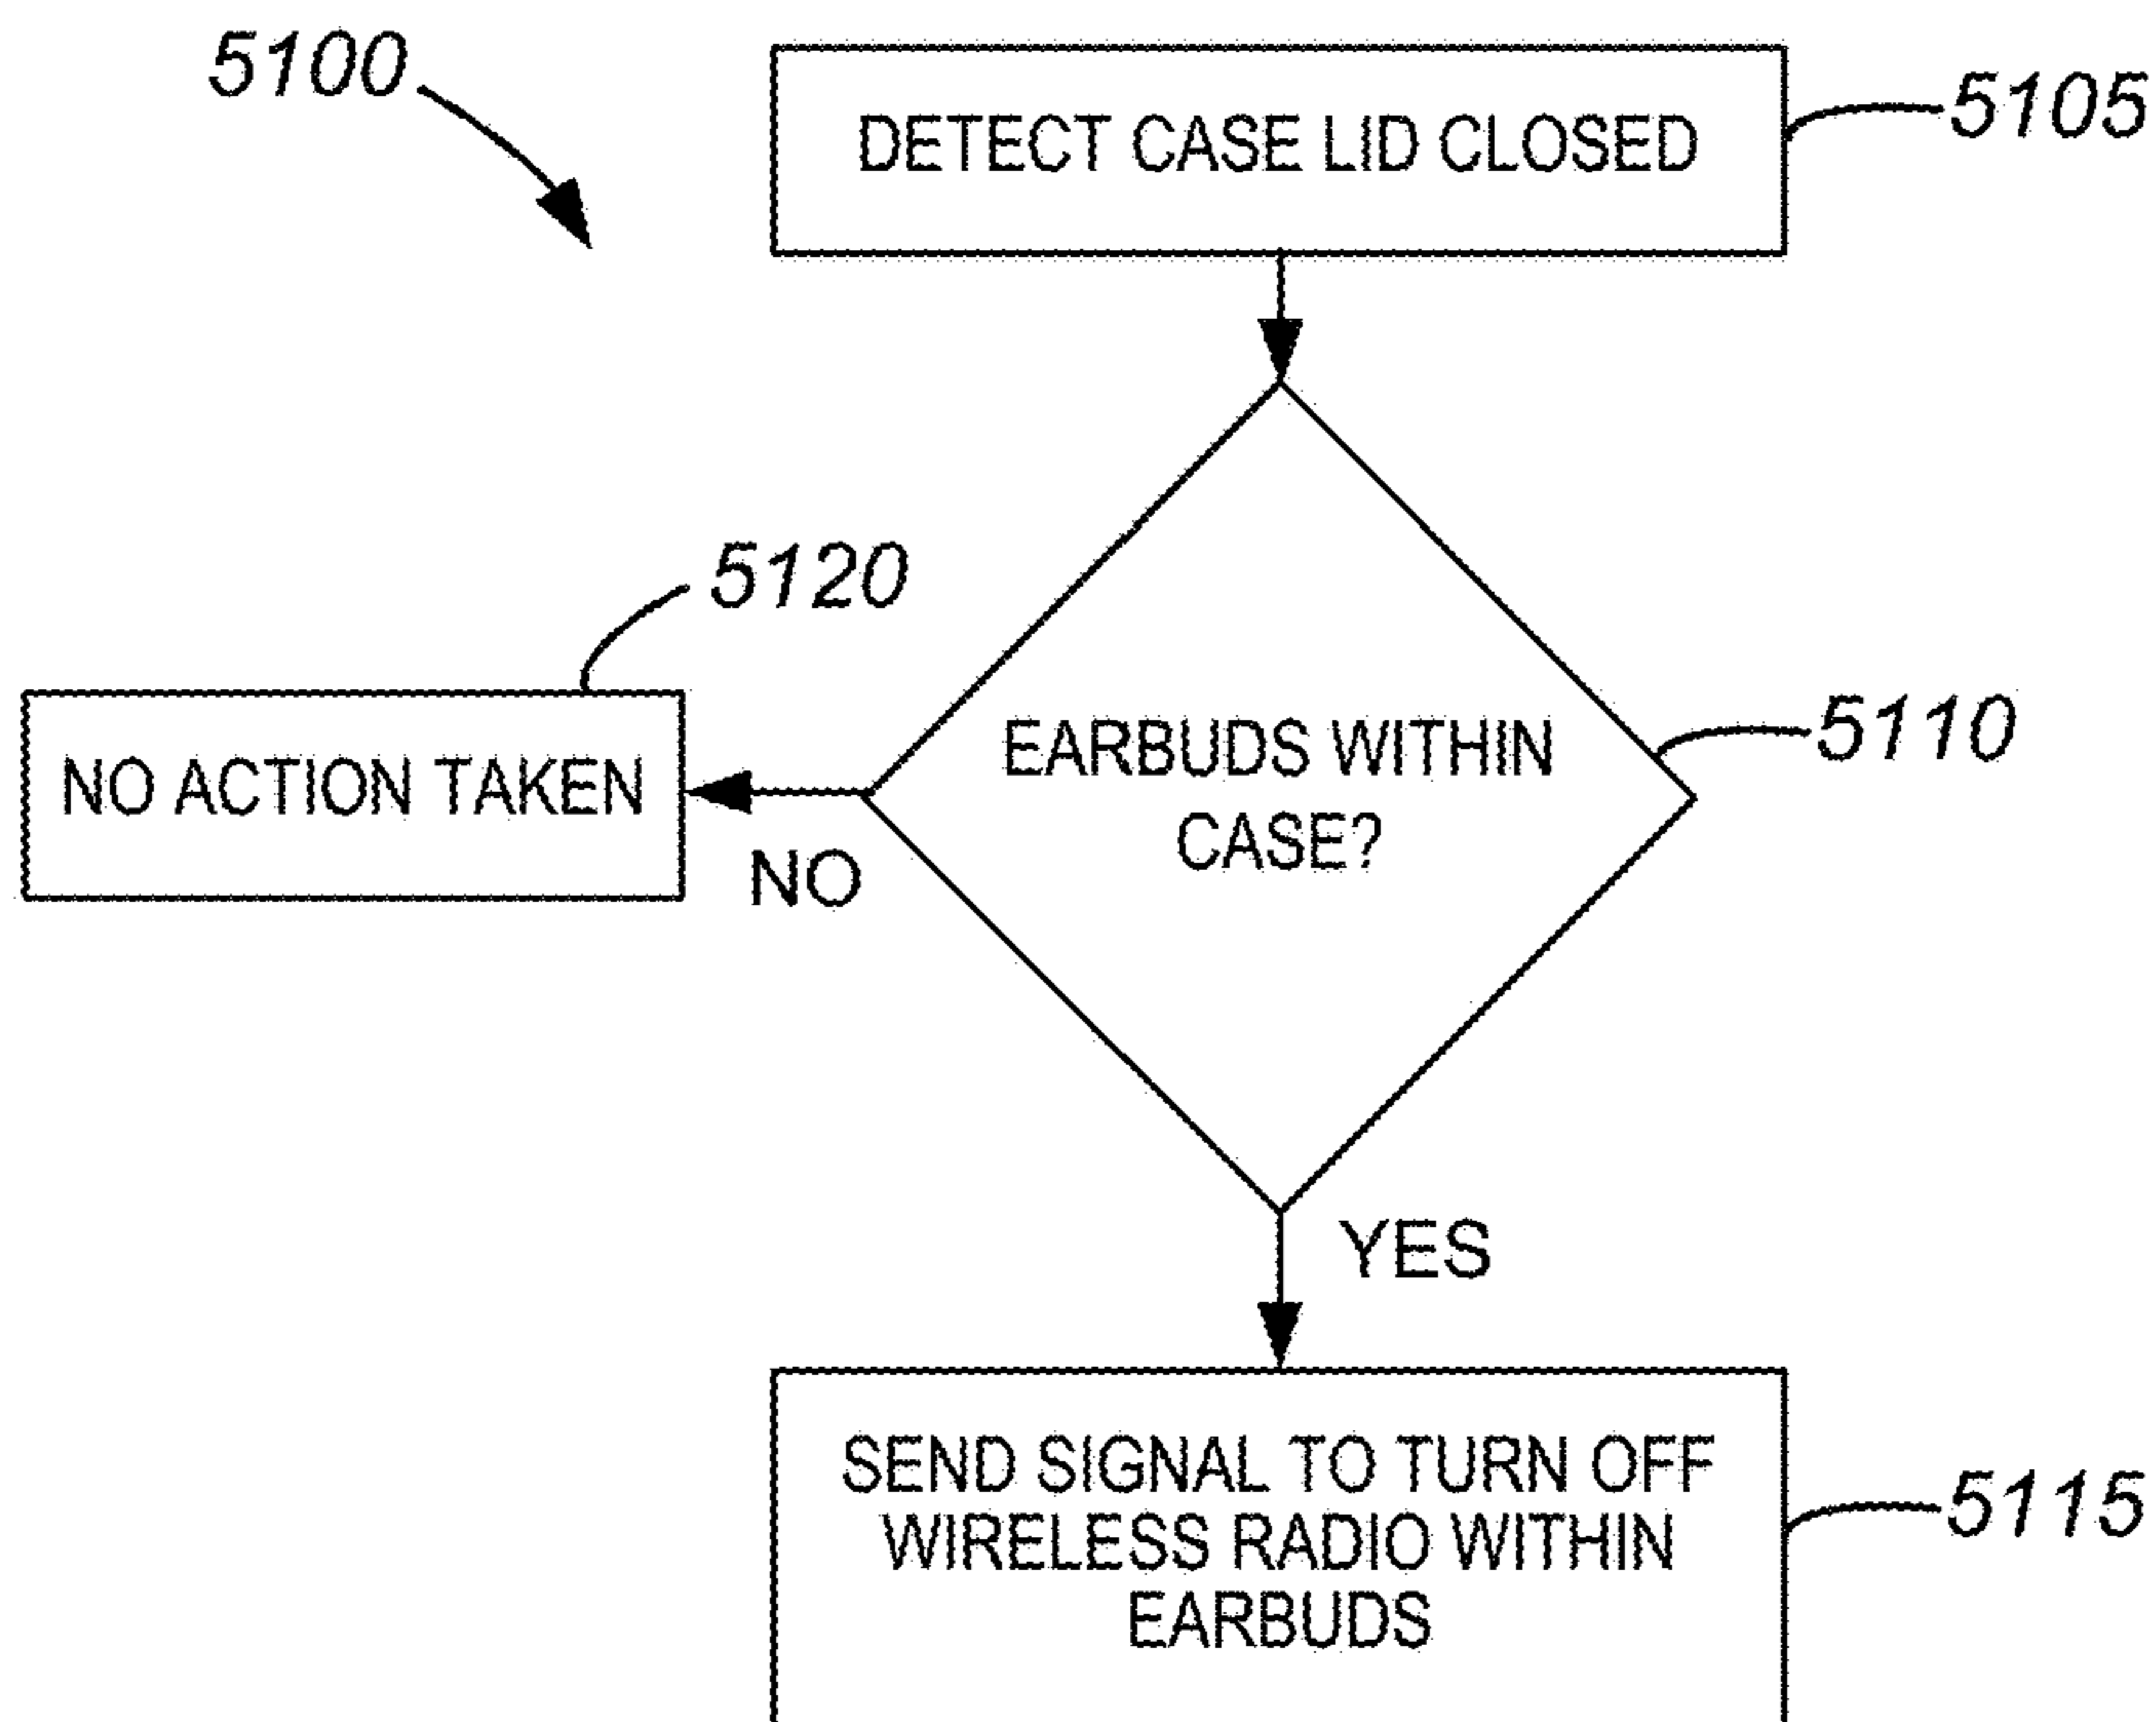 5100
DETECT CASE LID CLOSED
5105
5120
NO ACTION TAKEN
NO
EARBUDS WITHIN
CASE?
5110
YES
SEND SIGNAL TO TURN OFF
WIRELESS RADIO WITHIN
EARBUDS
5115